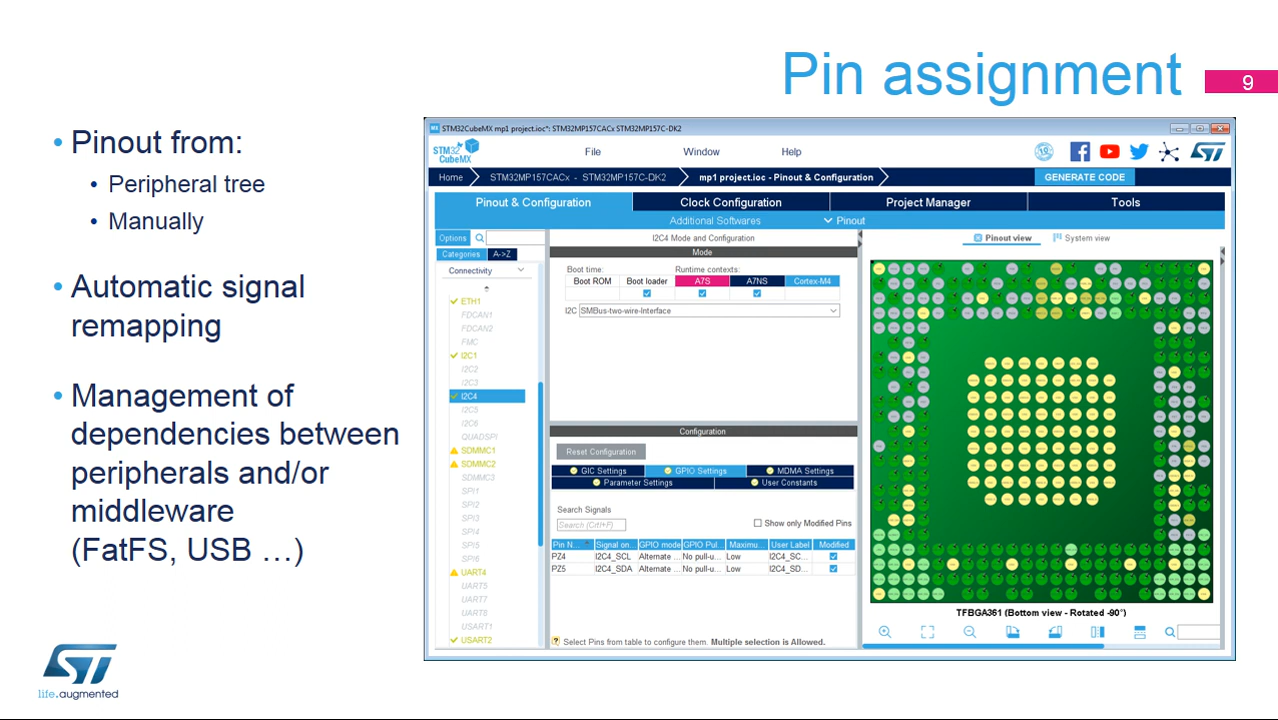 Pin assignment
9
• Pinout from:
• Peripheral tree
• Manually
• Automatic signal
remapping
• Management of
dependencies between
peripherals and/or
middleware
(FatFS, USB …)
STM32CubeMX mp1 project.ioc*: STM32MP157CACx STM32MP157C-DK2
STM32
CubeMX
File Window Help
Home STM32MP157CACx - STM32MP157C-DK2 mp1 project.ioc - Pinout & Configuration GENERATE CODE
Pinout & Configuration Clock Configuration Project Manager Tools
Additional Softwares Pinout
Options
Categories A->Z
Connectivity
ETH1
FDCAN1
FDCAN2
FMC
I2C1
I2C2
I2C3
I2C4
I2C5
I2C6
QUADSPI
SDMMC1
SDMMC2
SDMMC3
SPI1
SPI2
SPI3
SPI4
SPI5
SPI6
UART4
UART5
UART7
UART8
USART1
USART2
I2C4 Mode and Configuration
Mode
Boot time: Runtime contexts:
Boot ROM Boot loader A7S A7NS Cortex-M4
I2C SMBus-two-wire-Interface
Configuration
Reset Configuration
GIC Settings GPIO Settings MDMA Settings
Parameter Settings User Constants
Search Signals
Search (Crtl+F) Show only Modified Pins
Pin N... Signal on... GPIO mode GPIO Pul... Maximu... User Label Modified
PZ4 I2C4_SCL Alternate ... No pull-u... Low I2C4_SC...
PZ5 I2C4_SDA Alternate ... No pull-u... Low I2C4_SD...
Select Pins from table to configure them. Multiple selection is Allowed.
Pinout view System view
TFBGA361 (Bottom view - Rotated -90°)
ST
life.augmented